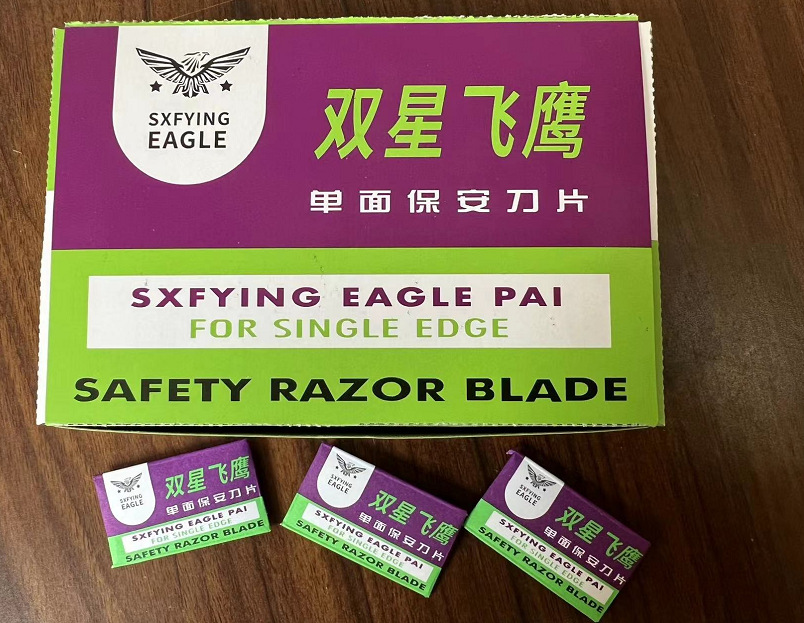 SXFYING
EAGLE
双星飞鹰
单面保安刀片
SXFYING EAGLE PAI
FOR SINGLE EDGE
SAFETY RAZOR BLADE
SXFYING
EAGLE
双星飞鹰
单面保安刀片
SXFYING EAGLE PAI
FOR SINGLE EDGE
SAFETY RAZOR BLADE
SXFYING
EAGLE
双星飞鹰
单面保安刀片
SXFYING EAGLE PAI
FOR SINGLE EDGE
SAFETY RAZOR BLADE
SXFYING
EAGLE
双星飞鹰
单面保安刀片
SXFYING EAGLE PAI
FOR SINGLE EDGE
SAFETY RAZOR BLADE